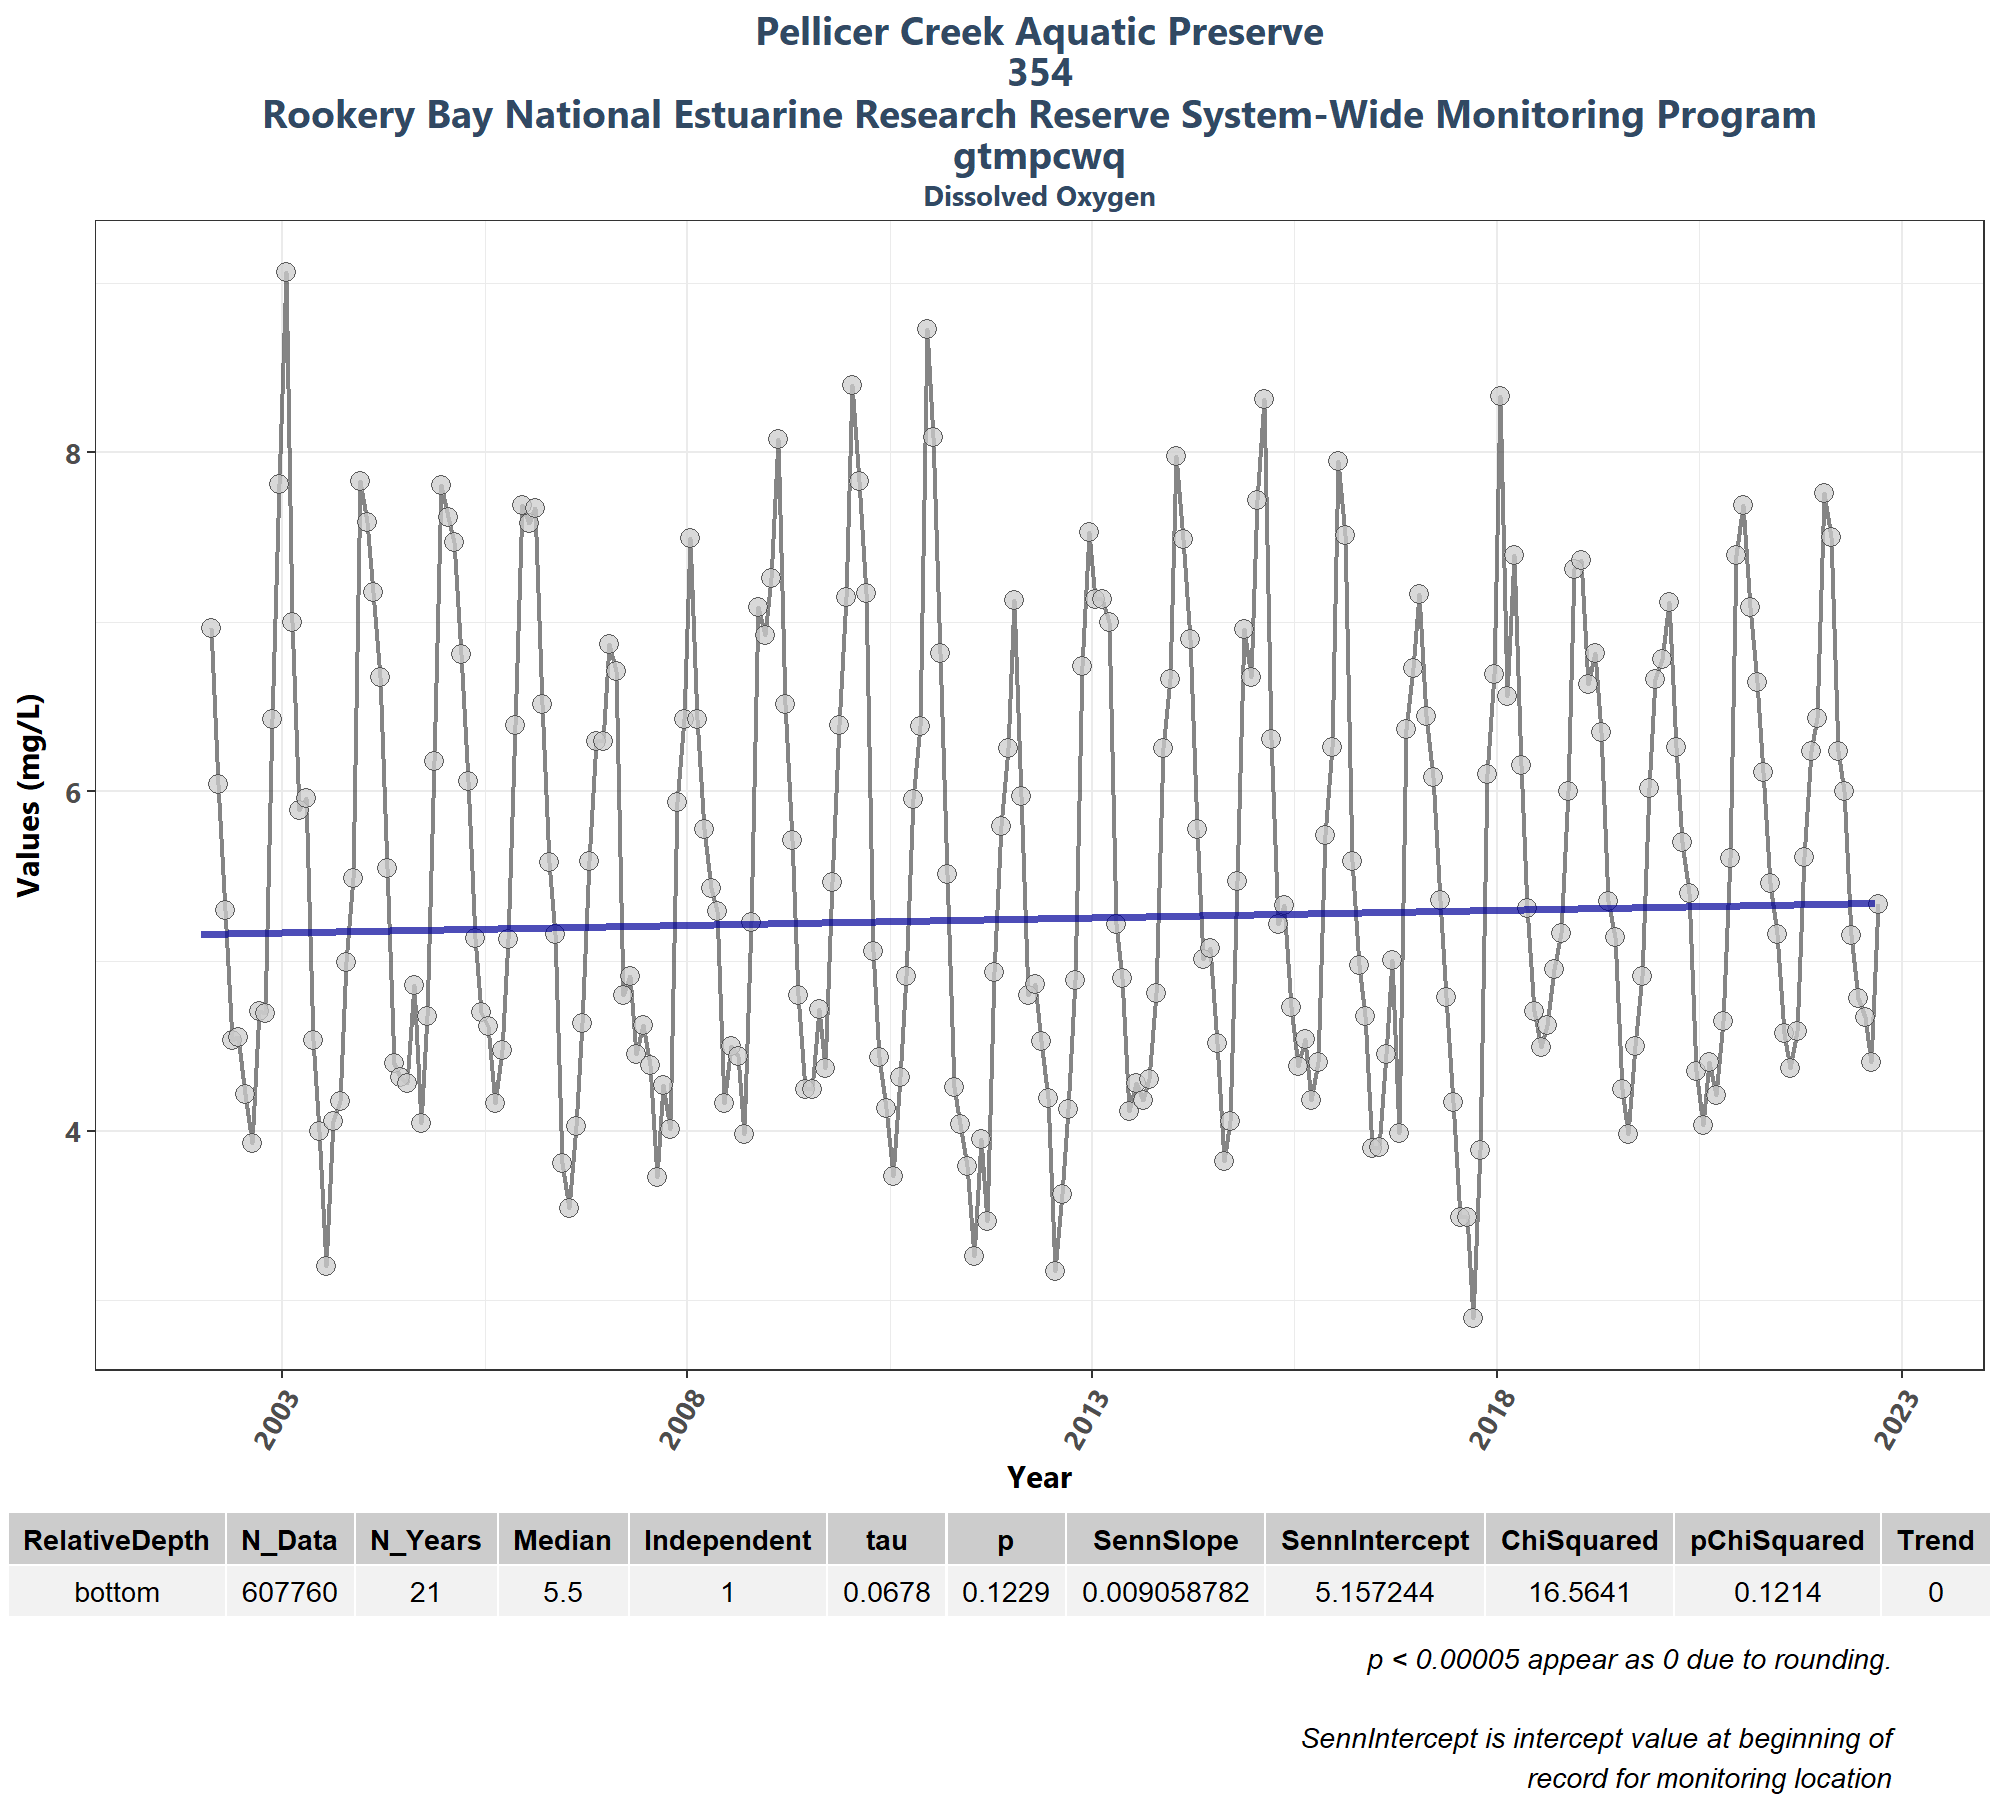 Pellicer Creek Aquatic Preserve
354
Rookery Bay National Estuarine Research Reserve System-Wide Monitoring Program
gtmpcwq
Dissolved Oxygen
Values (mg/L)
8
6
4
2003 2008 2013 2018 2023
Year
RelativeDepth N_Data N_Years Median Independent tau p SennSlope SennIntercept ChiSquared pChiSquared Trend
bottom 607760 21 5.5 1 0.0678 0.1229 0.009058782 5.157244 16.5641 0.1214 0
p < 0.00005 appear as 0 due to rounding.
SennIntercept is intercept value at beginning of
record for monitoring location